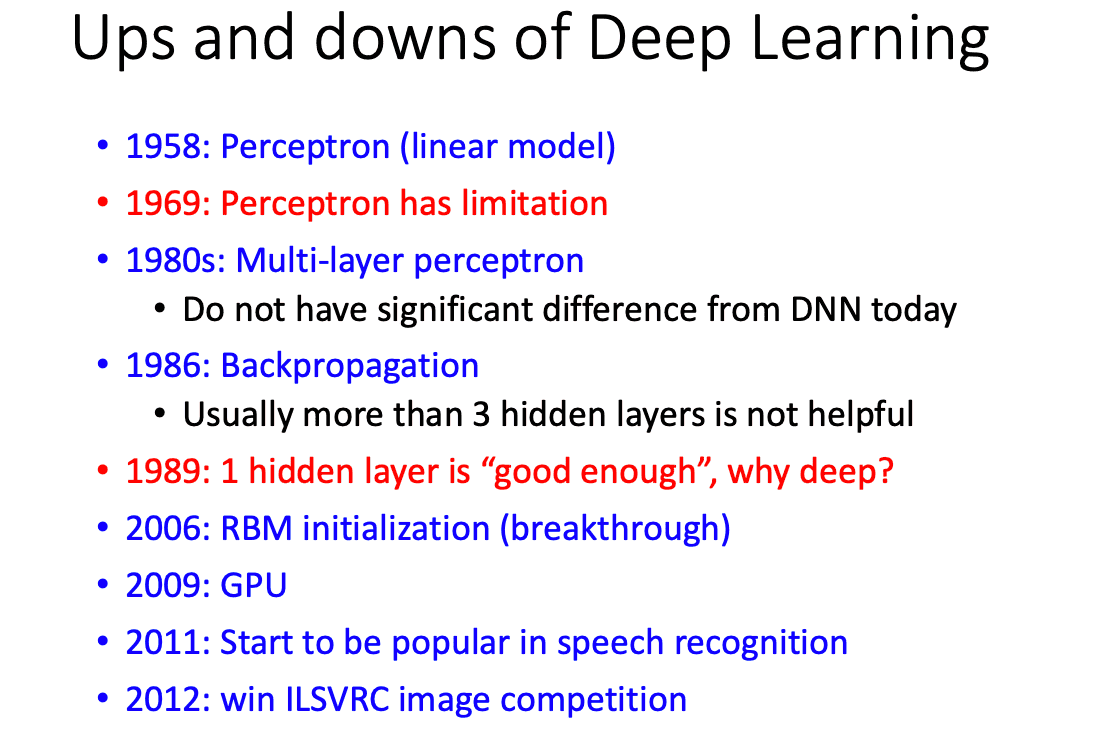 Ups and downs of Deep Learning
• 1958: Perceptron (linear model)
• 1969: Perceptron has limitation
• 1980s: Multi-layer perceptron
• Do not have significant difference from DNN today
• 1986: Backpropagation
• Usually more than 3 hidden layers is not helpful
• 1989: 1 hidden layer is “good enough”, why deep?
• 2006: RBM initialization (breakthrough)
• 2009: GPU
• 2011: Start to be popular in speech recognition
• 2012: win ILSVRC image competition